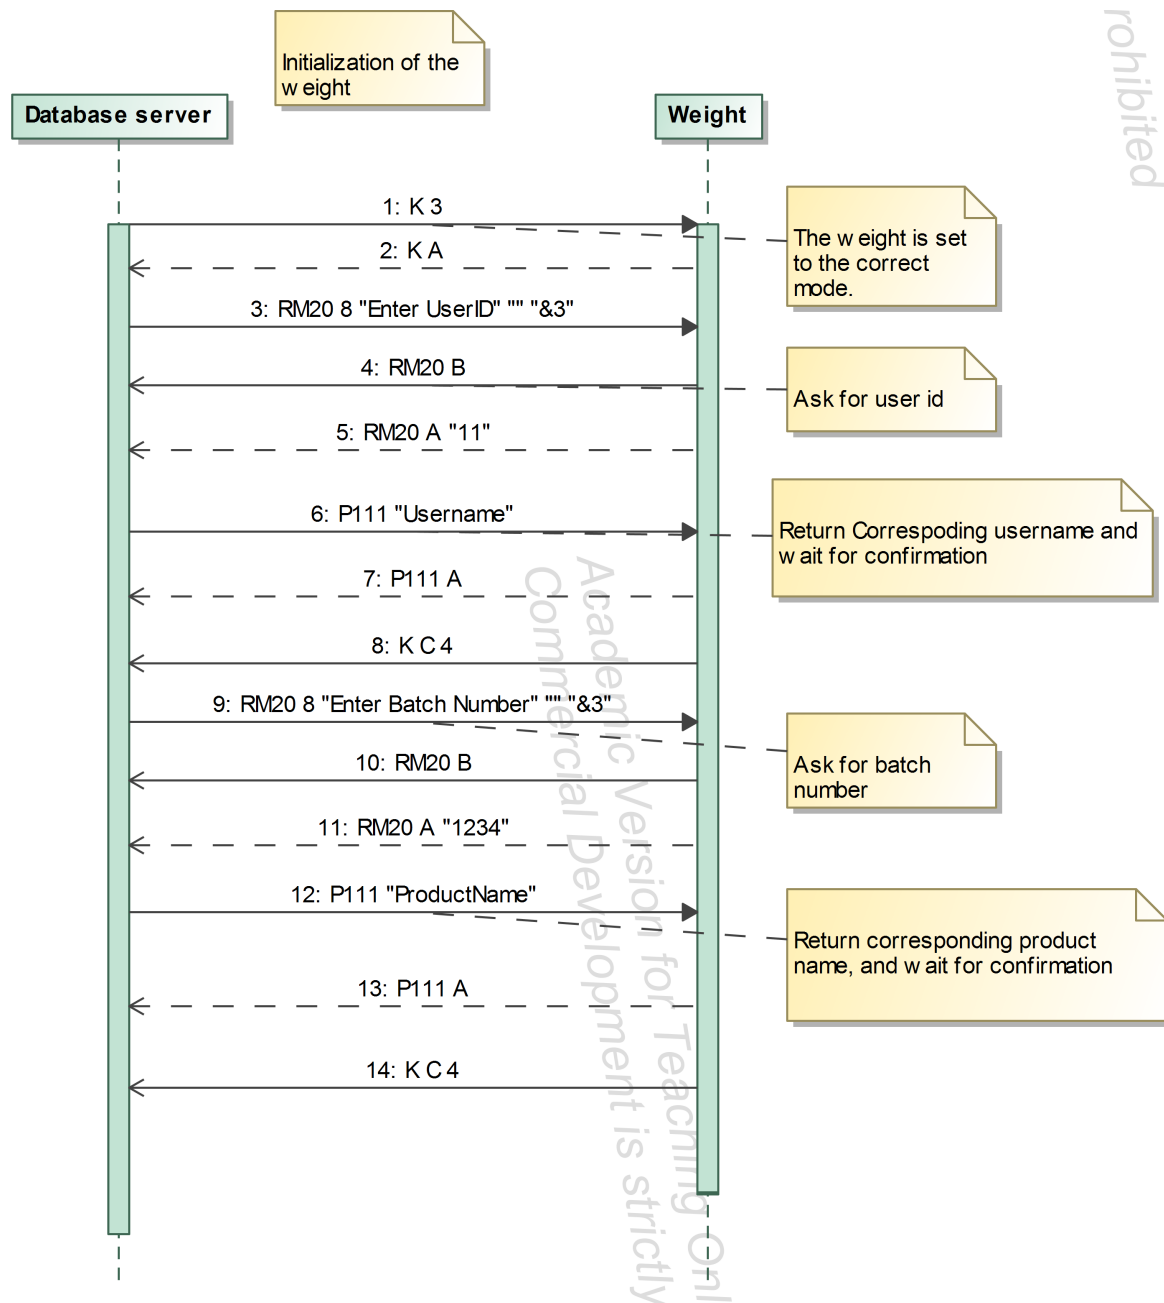 Initialization of the
weight
rohibited
Database server
Weight
1: K 3
The weight is set
to the correct
mode.
2: K A
3: RM20 8 "Enter UserID" "" "&3"
4: RM20 B
Ask for user id
5: RM20 A "11"
6: P111 "Username"
Return Correspoding username and
wait for confirmation
7: P111 A
8: K C 4
9: RM20 8 "Enter Batch Number" "" "&3"
Ask for batch
number
10: RM20 B
11: RM20 A "1234"
12: P111 "ProductName"
Return corresponding product
name, and wait for confirmation
13: P111 A
14: K C 4
Academic Version for Teaching Onl
Commercial Development is strictly